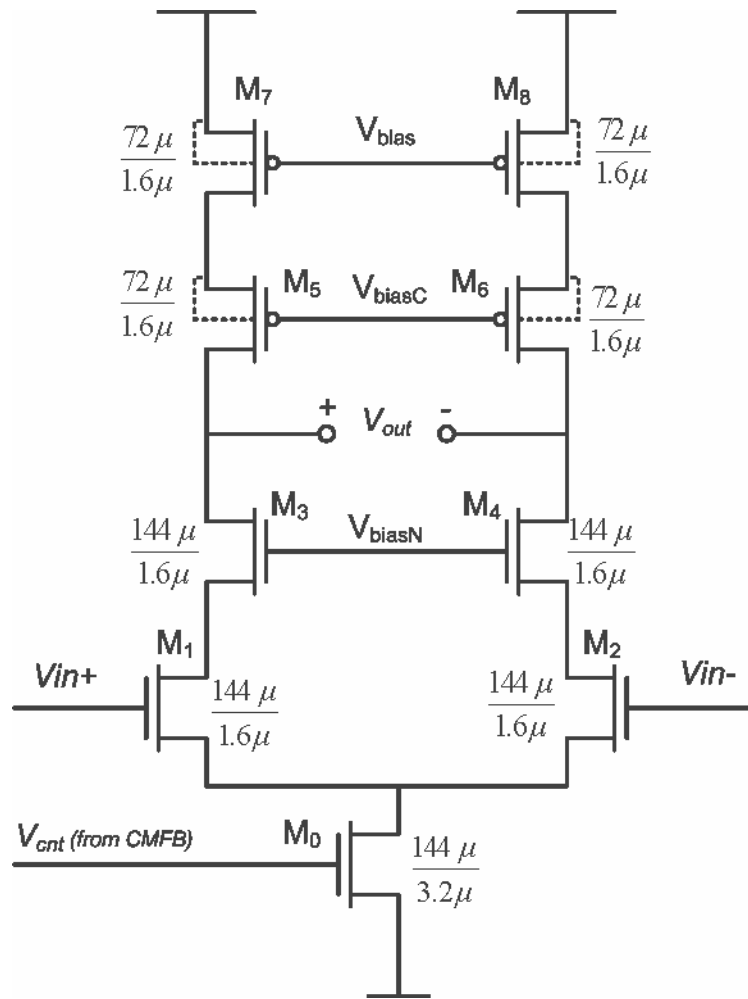 M7 M8
72 μ
1.6μ
Vbias
72 μ
1.6μ
72 μ
1.6μ
M5 VbiasC M6
72 μ
1.6μ
+ Vout -
M3 M4
144 μ
1.6μ
VbiasN
144 μ
1.6μ
M1 M2
Vin+
144 μ
1.6μ
144 μ
1.6μ
Vin-
Vcnt (from CMFB)
M0
144 μ
3.2μ